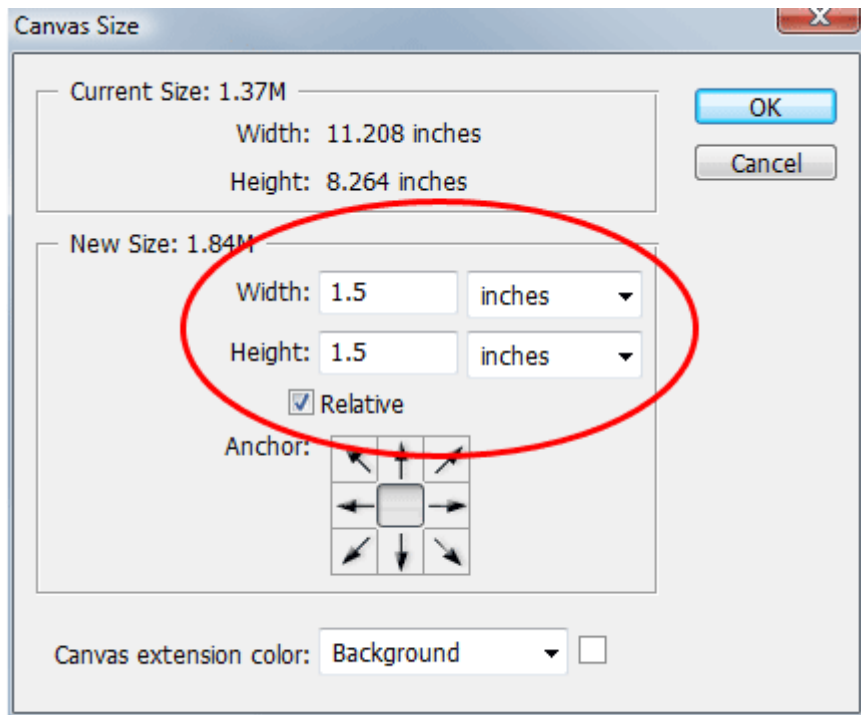 Canvas Size
Current Size: 1.37M
Width: 11.208 inches
Height: 8.264 inches
OK
Cancel
New Size: 1.84M
Width: 1.5 inches
Height: 1.5 inches
Relative
Anchor:
Canvas extension color: Background